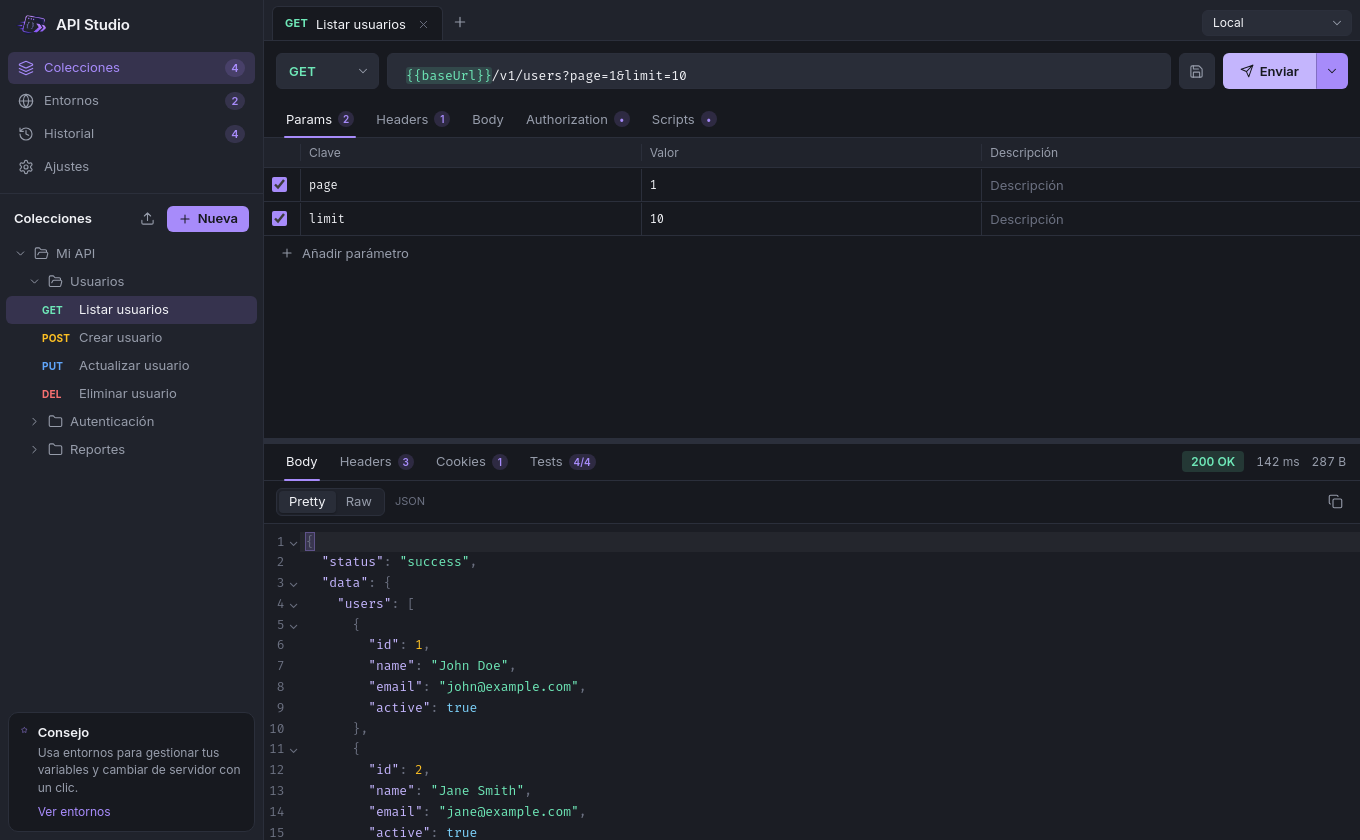 API Studio
Colecciones 4
Entornos 2
Historial 4
Ajustes
Colecciones Nueva
Mi API
Usuarios
GET Listar usuarios
POST Crear usuario
PUT Actualizar usuario
DEL Eliminar usuario
Autenticación
Reportes
Consejo
Usa entornos para gestionar tus
variables y cambiar de servidor con
un clic.
Ver entornos
GET Listar usuarios
Local
GET {{baseUrl}}/v1/users?page=1&limit=10 Enviar
Params 2 Headers 1 Body Authorization • Scripts •
Clave Valor Descripción
page 1 Descripción
limit 10 Descripción
Añadir parámetro
Body Headers 3 Cookies 1 Tests 4/4 200 OK 142 ms 287 B
Pretty Raw JSON
1 {
2 "status": "success",
3 "data": {
4 "users": [
5 {
6 "id": 1,
7 "name": "John Doe",
8 "email": "john@example.com",
9 "active": true
10 },
11 {
12 "id": 2,
13 "name": "Jane Smith",
14 "email": "jane@example.com",
15 "active": true